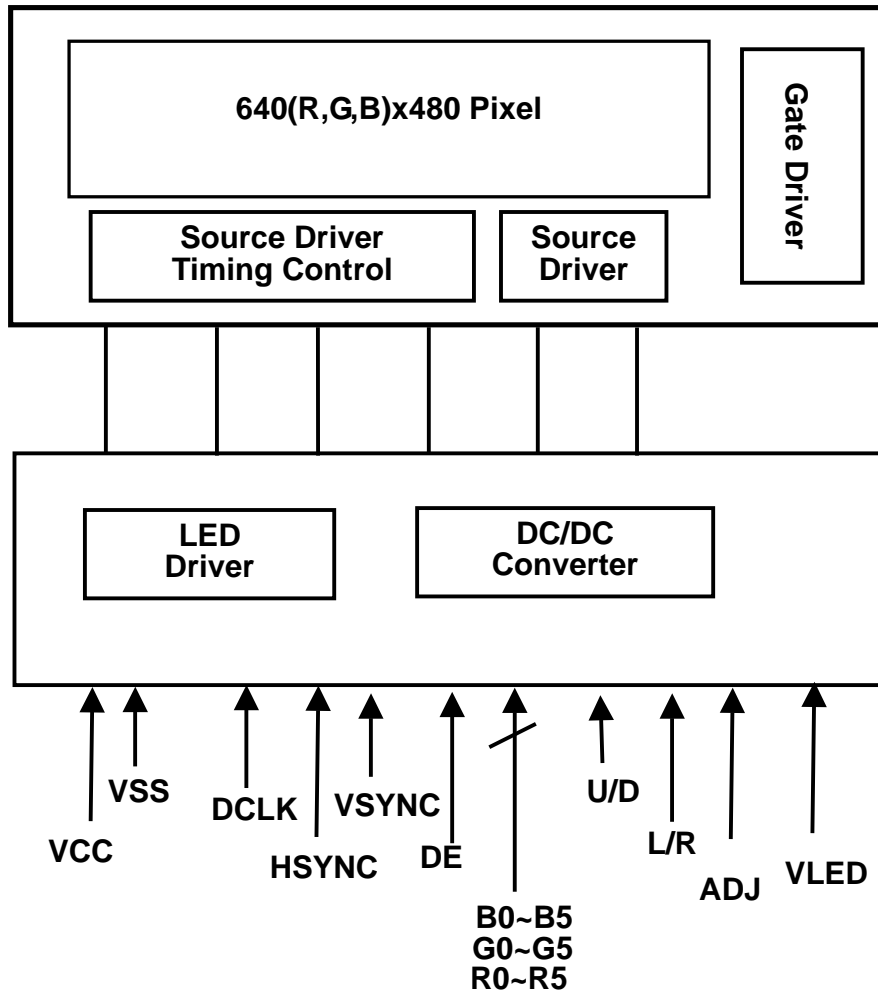 640(R,G,B)x480 Pixel
Gate Driver
Source Driver
Timing Control
Source
Driver
LED
Driver
DC/DC
Converter
VCC
VSS
DCLK
HSYNC
VSYNC
DE
B0~B5
G0~G5
R0~R5
U/D
L/R
ADJ
VLED